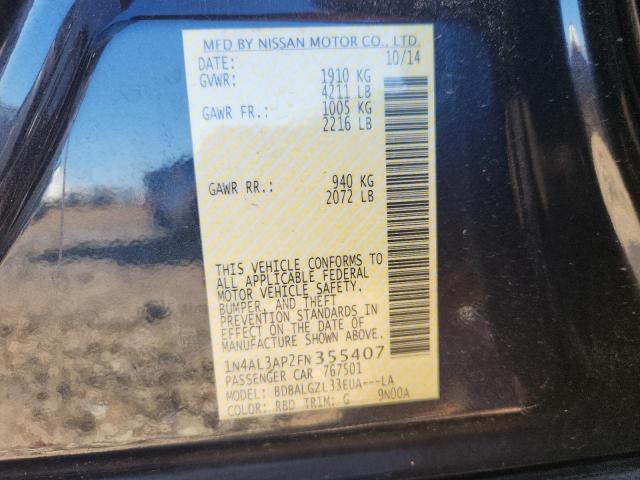 MFD BY NISSAN MOTOR CO., LTD.
DATE: 10/14
GVWR: 1910 KG
4211 LB
GAWR FR.: 1005 KG
2216 LB
GAWR RR.: 940 KG
2072 LB
THIS VEHICLE CONFORMS TO
ALL APPLICABLE FEDERAL
MOTOR VEHICLE SAFETY,
BUMPER, AND THEFT
PREVENTION STANDARDS IN
EFFECT ON THE DATE OF
MANUFACTURE SHOWN ABOVE.
1N4AL3AP2FN355407
PASSENGER CAR 767501
MODEL: BDBALGZL33EUA---LA
COLOR: RBD TRIM: G 9N00A